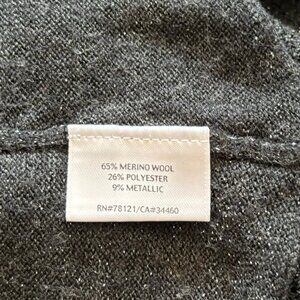 65% MERINO WOOL
26% POLYESTER
9% METALLIC
RN#78121/CA#34460